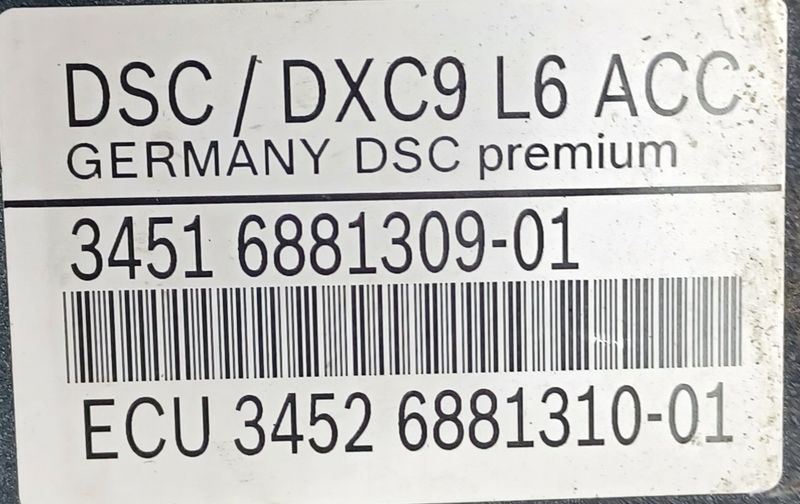 DSC / DXC9 L6 ACC
GERMANY DSC premium
3451 6881309-01
ECU 3452 6881310-01